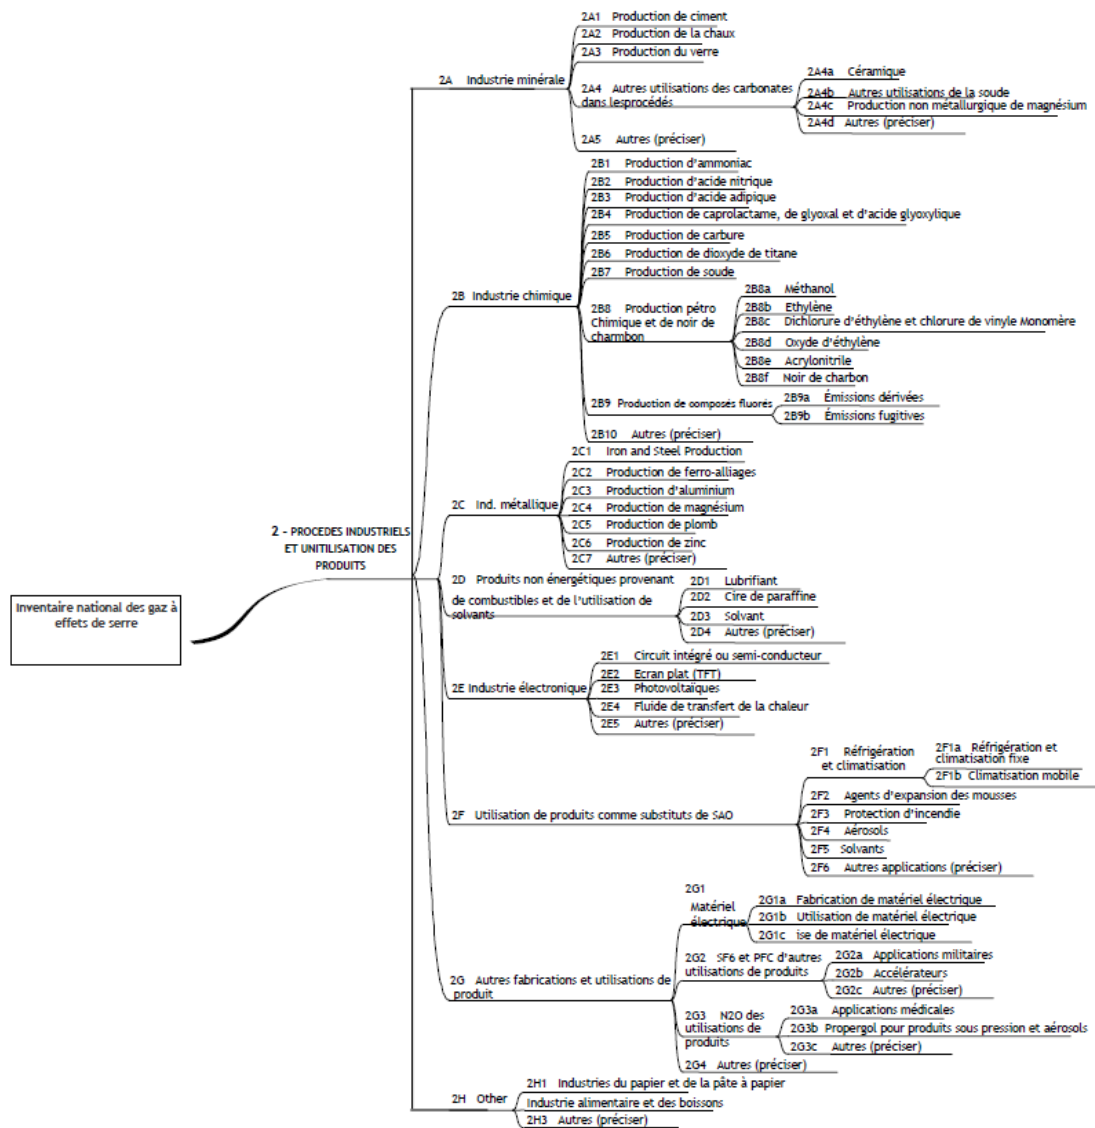 Inventaire national des gaz à
effets de serre
2 - PROCEDES INDUSTRIELS
ET UNITILISATION DES
PRODUITS
2A Industrie minérale
2A1 Production de ciment
2A2 Production de la chaux
2A3 Production du verre
2A4 Autres utilisations des carbonates
dans lesprocédés
2A4a Céramique
2A4b Autres utilisations de la soude
2A4c Production non métallurgique de magnésium
2A4d Autres (préciser)
2A5 Autres (préciser)
2B Industrie chimique
2B1 Production d'ammoniac
2B2 Production d'acide nitrique
2B3 Production d'acide adipique
2B4 Production de caprolactame, de glyoxal et d'acide glyoxylique
2B5 Production de carbure
2B6 Production de dioxyde de titane
2B7 Production de soude
2B8 Production pétro
Chimique et de noir de
charmbon
2B8a Méthanol
2B8b Ethylène
2B8c Dichlorure d'éthylène et chlorure de vinyle Monomère
2B8d Oxyde d'éthylène
2B8e Acrylonitrile
2B8f Noir de charbon
2B9 Production de composés fluorés
2B9a Émissions dérivées
2B9b Émissions fugitives
2B10 Autres (préciser)
2C Ind. métallique
2C1 Iron and Steel Production
2C2 Production de ferro-alliages
2C3 Production d'aluminium
2C4 Production de magnésium
2C5 Production de plomb
2C6 Production de zinc
2C7 Autres (préciser)
2D Produits non énergétiques provenant
de combustibles et de l'utilisation de
solvants
2D1 Lubrifiant
2D2 Cire de paraffine
2D3 Solvant
2D4 Autres (préciser)
2E Industrie électronique
2E1 Circuit intégré ou semi-conducteur
2E2 Ecran plat (TFT)
2E3 Photovoltaïques
2E4 Fluide de transfert de la chaleur
2E5 Autres (préciser)
2F Utilisation de produits comme substituts de SAO
2F1 Réfrigération
et climatisation
2F1a Réfrigération et
climatisation fixe
2F1b Climatisation mobile
2F2 Agents d'expansion des mousses
2F3 Protection d'incendie
2F4 Aérosols
2F5 Solvants
2F6 Autres applications (préciser)
2G Autres fabrications et utilisations de
produit
2G1
Matériel
électrique
2G1a Fabrication de matériel électrique
2G1b Utilisation de matériel électrique
2G1c ise de matériel électrique
2G2 SF6 et PFC d'autres
utilisations de produits
2G2a Applications militaires
2G2b Accélérateurs
2G2c Autres (préciser)
2G3 N2O des
utilisations de
produits
2G3a Applications médicales
2G3b Propergol pour produits sous pression et aérosols
2G3c Autres (préciser)
2G4 Autres (préciser)
2H Other
2H1 Industries du papier et de la pâte à papier
Industrie alimentaire et des boissons
2H3 Autres (préciser)